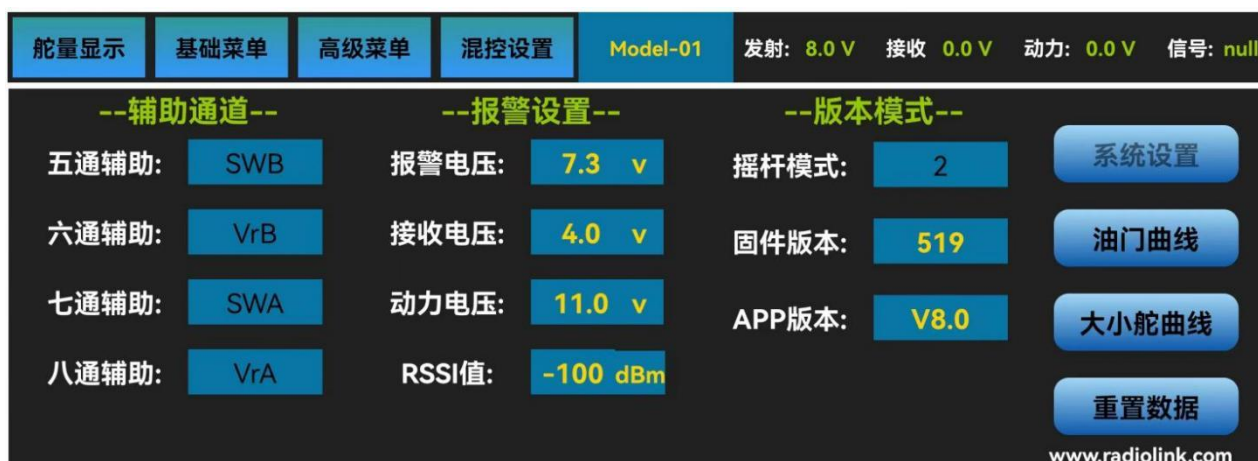 舵量显示 基础菜单 高级菜单 混控设置 Model-01 发射: 8.0 V 接收 0.0 V 动力: 0.0 V 信号: null
--辅助通道-- --报警设置-- --版本模式--
五通辅助: SWB 报警电压: 7.3 v 摇杆模式: 2 系统设置
六通辅助: VrB 接收电压: 4.0 v 固件版本: 519 油门曲线
七通辅助: SWA 动力电压: 11.0 v APP版本: V8.0 大小舵曲线
八通辅助: VrA RSSI值: -100 dBm 重置数据
www.radiolink.com